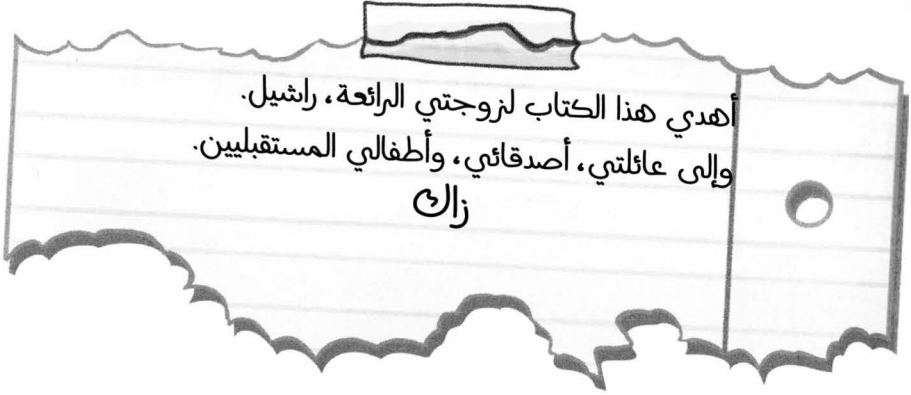 أهدي هذا الكتاب لزوجتي الرائعة، راشيل.
وإلى عائلتي، أصدقائي، وأطفالي المستقبليين.
زاك